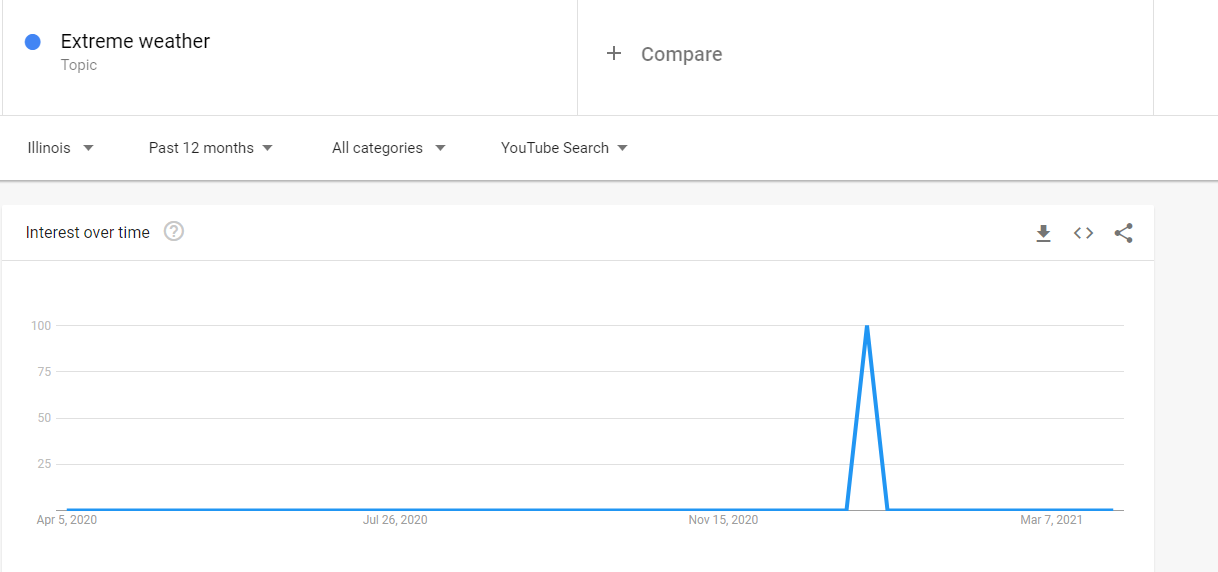 Extreme weather
Topic
+ Compare
Illinois
Past 12 months
All categories
YouTube Search
Interest over time
?
100
75
50
25
Apr 5, 2020
Jul 26, 2020
Nov 15, 2020
Mar 7, 2021